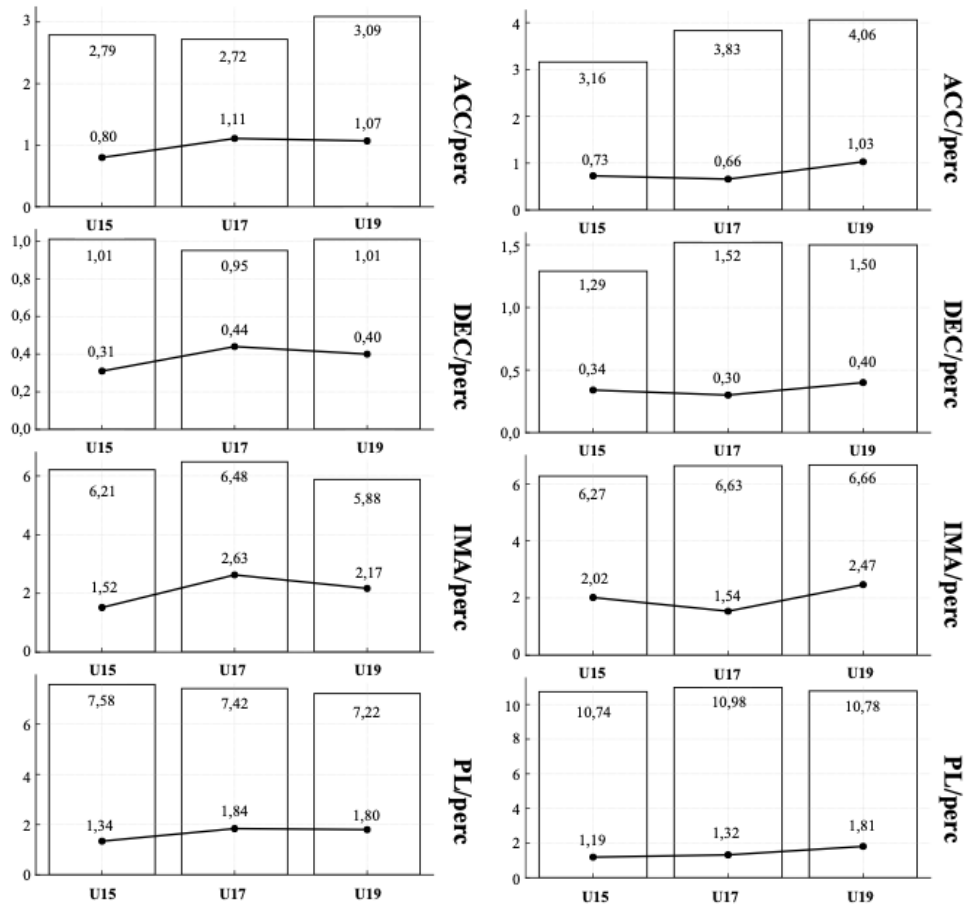 3
2
1
0
2,79
2,72
3,09
0,80
1,11
1,07
U15
U17
U19
ACC/perc
4
3
2
1
0
3,16
3,83
4,06
0,73
0,66
1,03
U15
U17
U19
ACC/perc
1,0
0,8
0,6
0,4
0,2
0,0
1,01
0,95
1,01
0,31
0,44
0,40
U15
U17
U19
DEC/perc
1,5
1,0
0,5
0,0
1,29
1,52
1,50
0,34
0,30
0,40
U15
U17
U19
DEC/perc
6
4
2
0
6,21
6,48
5,88
1,52
2,63
2,17
U15
U17
U19
IMA/perc
6
4
2
0
6,27
6,63
6,66
2,02
1,54
2,47
U15
U17
U19
IMA/perc
6
4
2
0
7,58
7,42
7,22
1,34
1,84
1,80
U15
U17
U19
PL/perc
10
8
6
4
2
0
10,74
10,98
10,78
1,19
1,32
1,81
U15
U17
U19
PL/perc